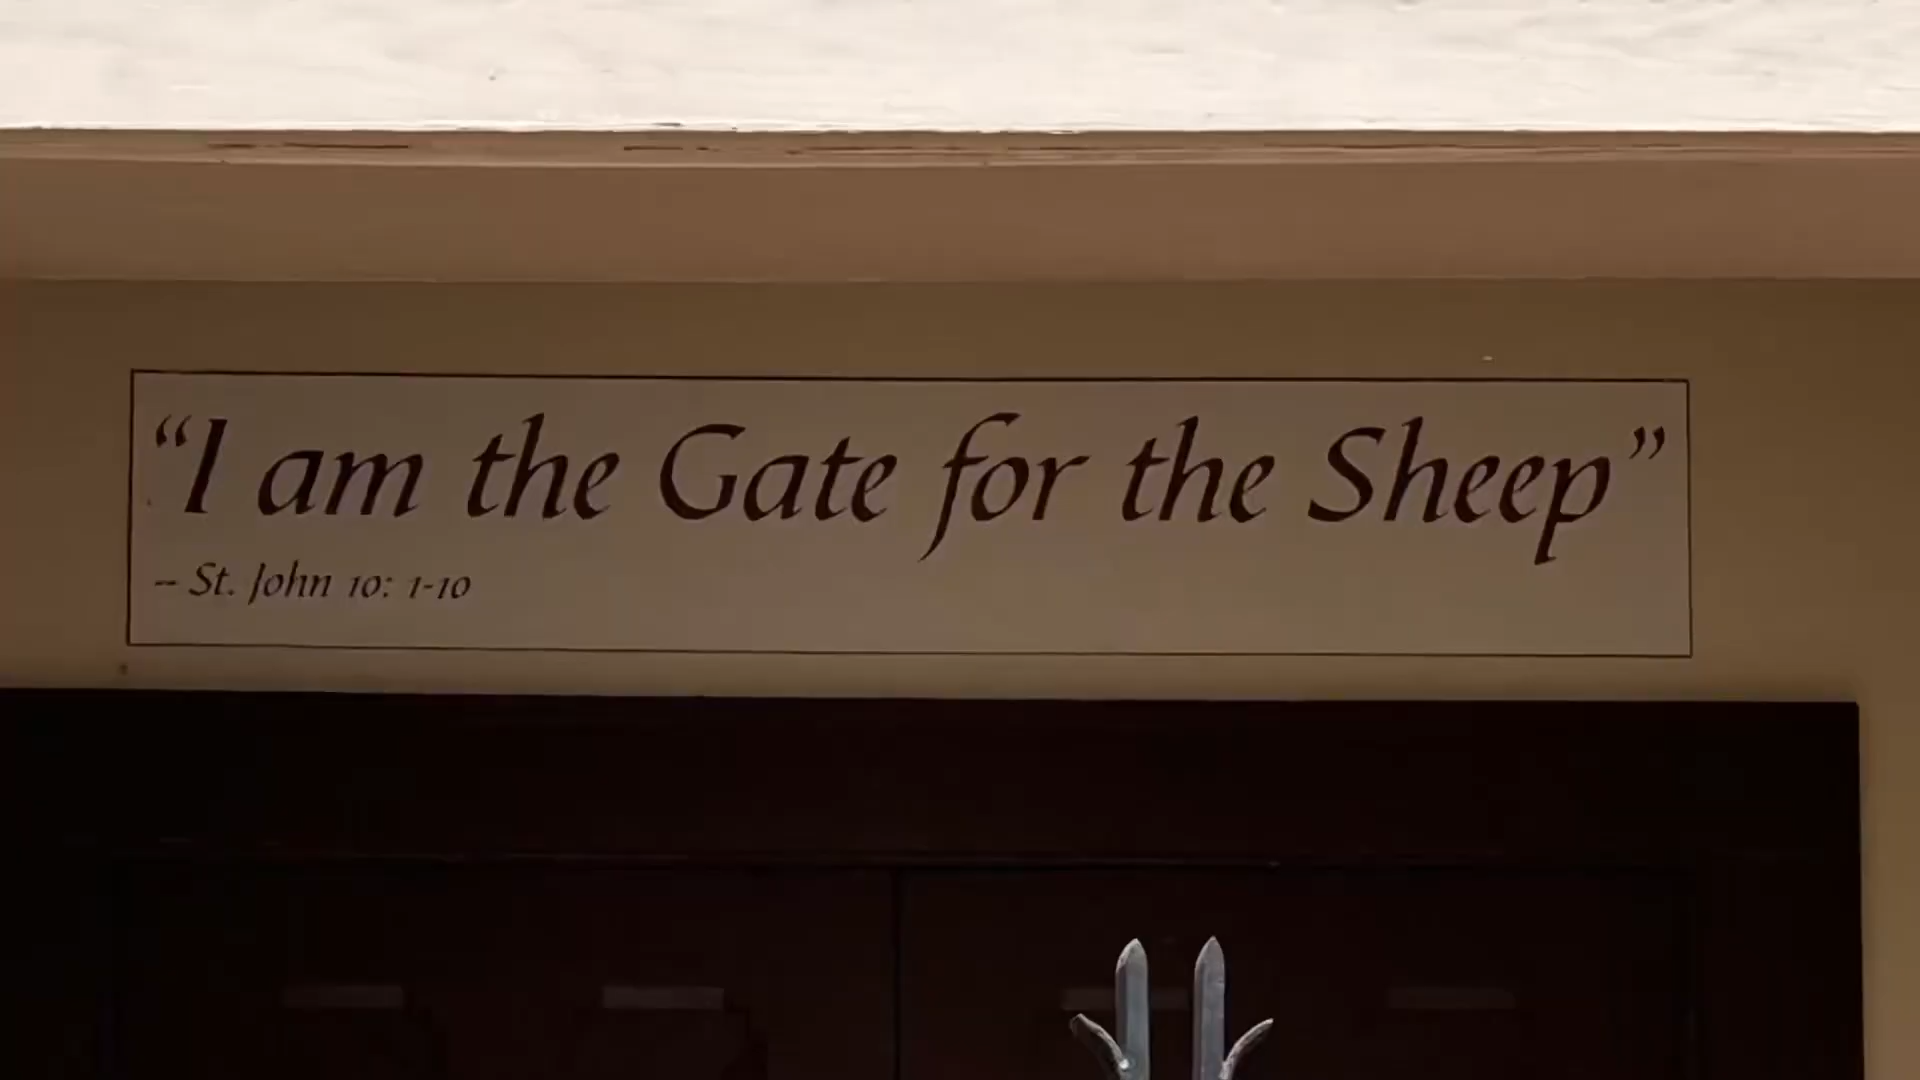 “I am the Gate for the Sheep”
– St. John 10: 1-10